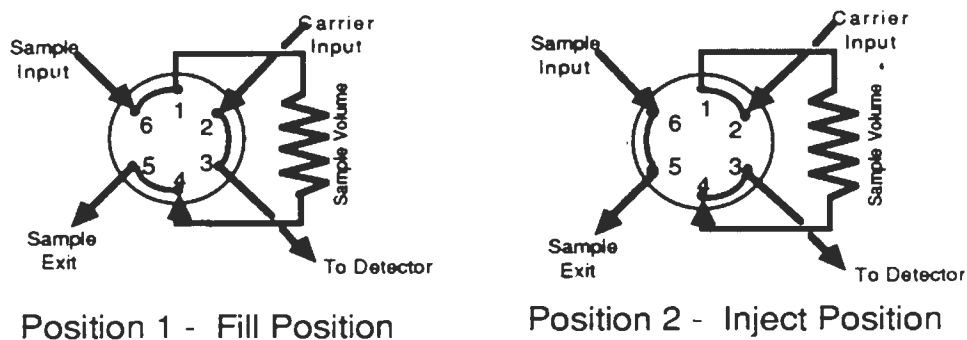 Sample
Input
Carrier
Input
1
2
3
4
5
6
Sample Volume
Sample
Exit
To Detector
Position 1 - Fill Position
Sample
Input
Carrier
Input
1
2
3
4
5
6
Sample Volume
Sample
Exit
To Detector
Position 2 - Inject Position